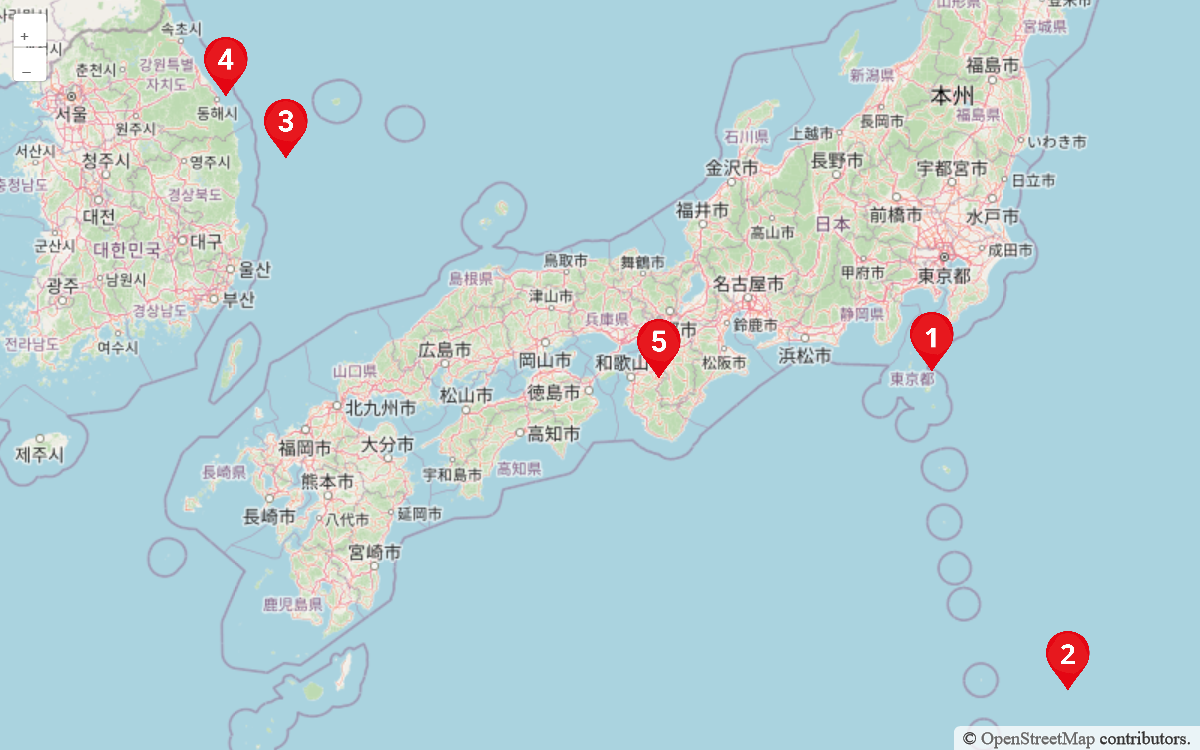 +
–
속초시
강원특별
자치도
춘천시
서울
동해시
원주시
서산시
청주시
영주시
충청남도
경상북도
대전
군산시
대한민국
대구
광주
남원시
울산
경상남도
부산
전라남도
여수시
제주시
4
3
5
1
2
山形県
登米市
宮城県
福島市
新潟県
本州
福島県
長岡市
上越市
石川県
いわき市
金沢市
長野市
宇都宮市
日立市
福井市
前橋市
水戸市
日本
高山市
成田市
甲府市
東京都
鳥取市
舞鶴市
島根県
津山市
名古屋市
兵庫県
静岡県
鈴鹿市
広島市
岡山市
和歌山
松阪市
浜松市
山口県
東京都
松山市
徳島市
北九州市
高知市
福岡市
大分市
高知県
長崎県
宇和島市
熊本市
長崎市
八代市
延岡市
宮崎市
鹿児島県
© OpenStreetMap contributors.